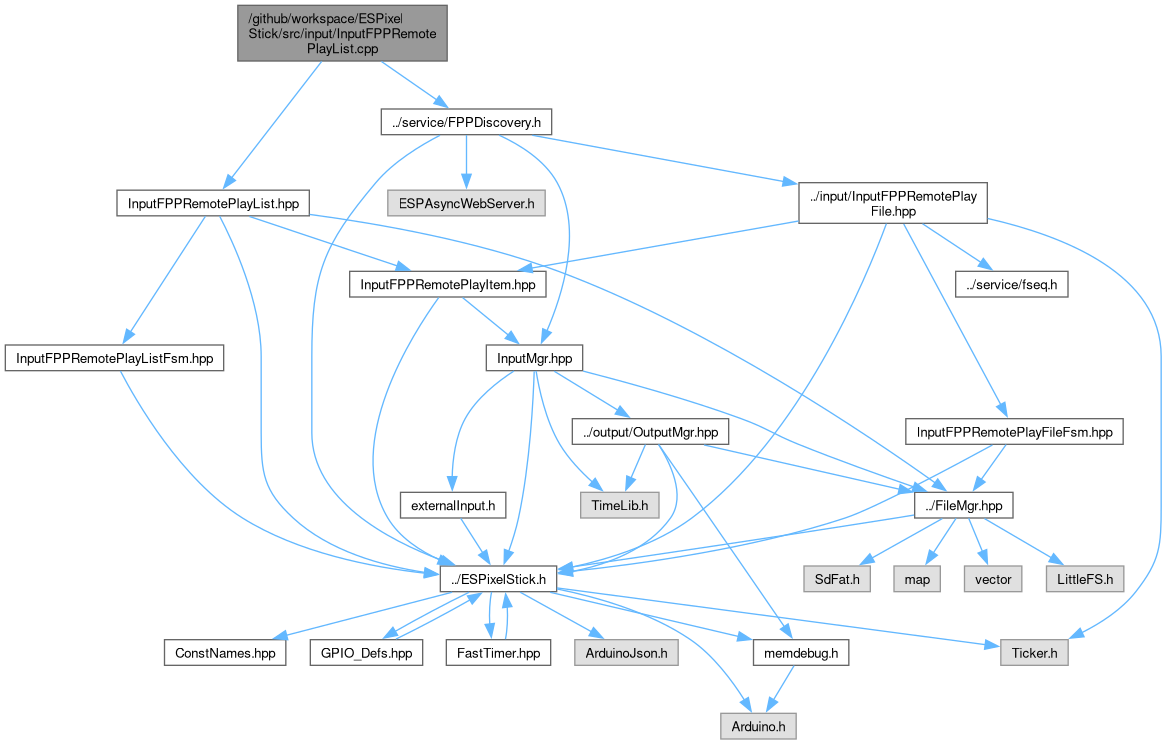 /github/workspace/ESPixel
Stick/src/input/InputFPPRemote
PlayList.cpp
../service/FPPDiscovery.h
InputFPPRemotePlayList.hpp
ESPAsyncWebServer.h
../input/InputFPPRemotePlay
File.hpp
InputFPPRemotePlayItem.hpp
../service/fseq.h
InputFPPRemotePlayListFsm.hpp
InputMgr.hpp
../output/OutputMgr.hpp
InputFPPRemotePlayFileFsm.hpp
externalInput.h
TimeLib.h
../FileMgr.hpp
../ESPixelStick.h
SdFat.h
map
vector
LittleFS.h
ConstNames.hpp
GPIO_Defs.hpp
FastTimer.hpp
ArduinoJson.h
memdebug.h
Ticker.h
Arduino.h